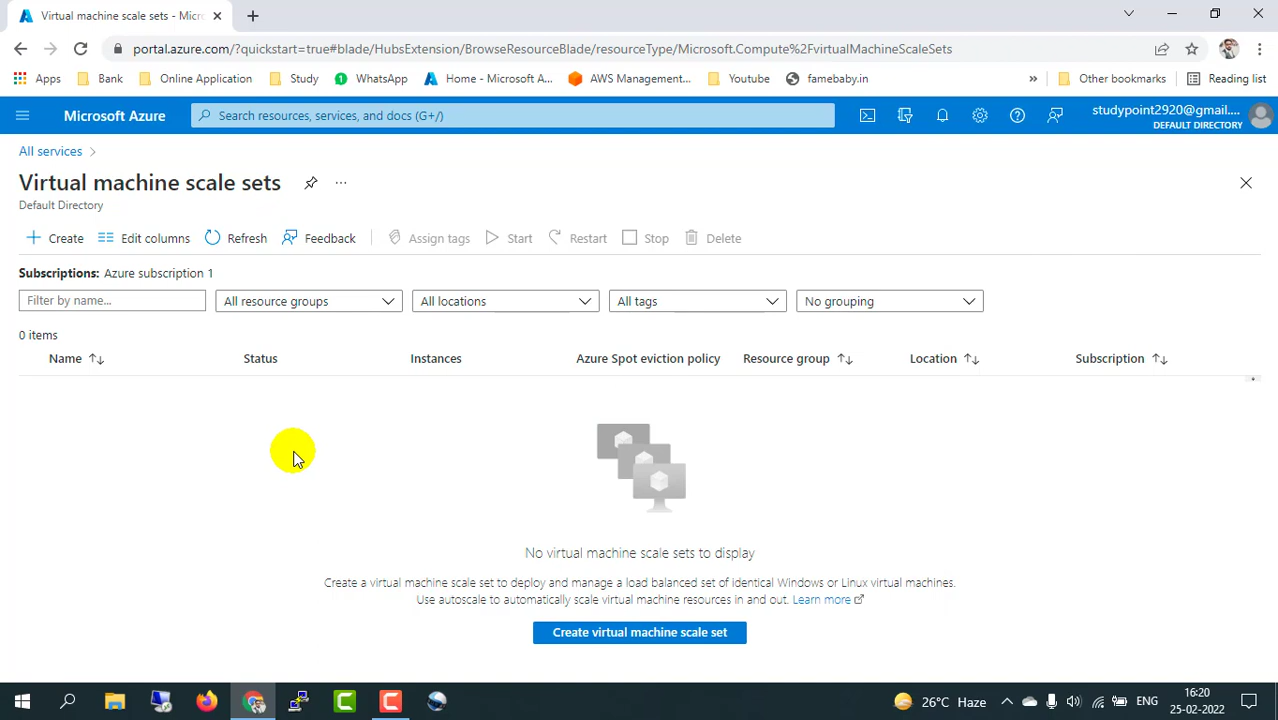 Virtual machine scale sets - Micr
portal.azure.com/?quickstart=true#blade/HubsExtension/BrowseResourceBlade/resourceType/Microsoft.Compute%2FvirtualMachineScaleSets
Apps Bank Online Application Study WhatsApp Home - Microsoft A... AWS Management... Youtube famebaby.in » Other bookmarks Reading list
Microsoft Azure Search resources, services, and docs (G+/) studypoint2920@gmail....
DEFAULT DIRECTORY
All services >
Virtual machine scale sets ...
Default Directory
+ Create Edit columns Refresh Feedback Assign tags Start Restart Stop Delete
Subscriptions: Azure subscription 1
Filter by name... All resource groups All locations All tags No grouping
0 items
Name Status Instances Azure Spot eviction policy Resource group Location Subscription
No virtual machine scale sets to display
Create a virtual machine scale set to deploy and manage a load balanced set of identical Windows or Linux virtual machines.
Use autoscale to automatically scale virtual machine resources in and out. Learn more
Create virtual machine scale set
26°C Haze ENG 16:20
25-02-2022